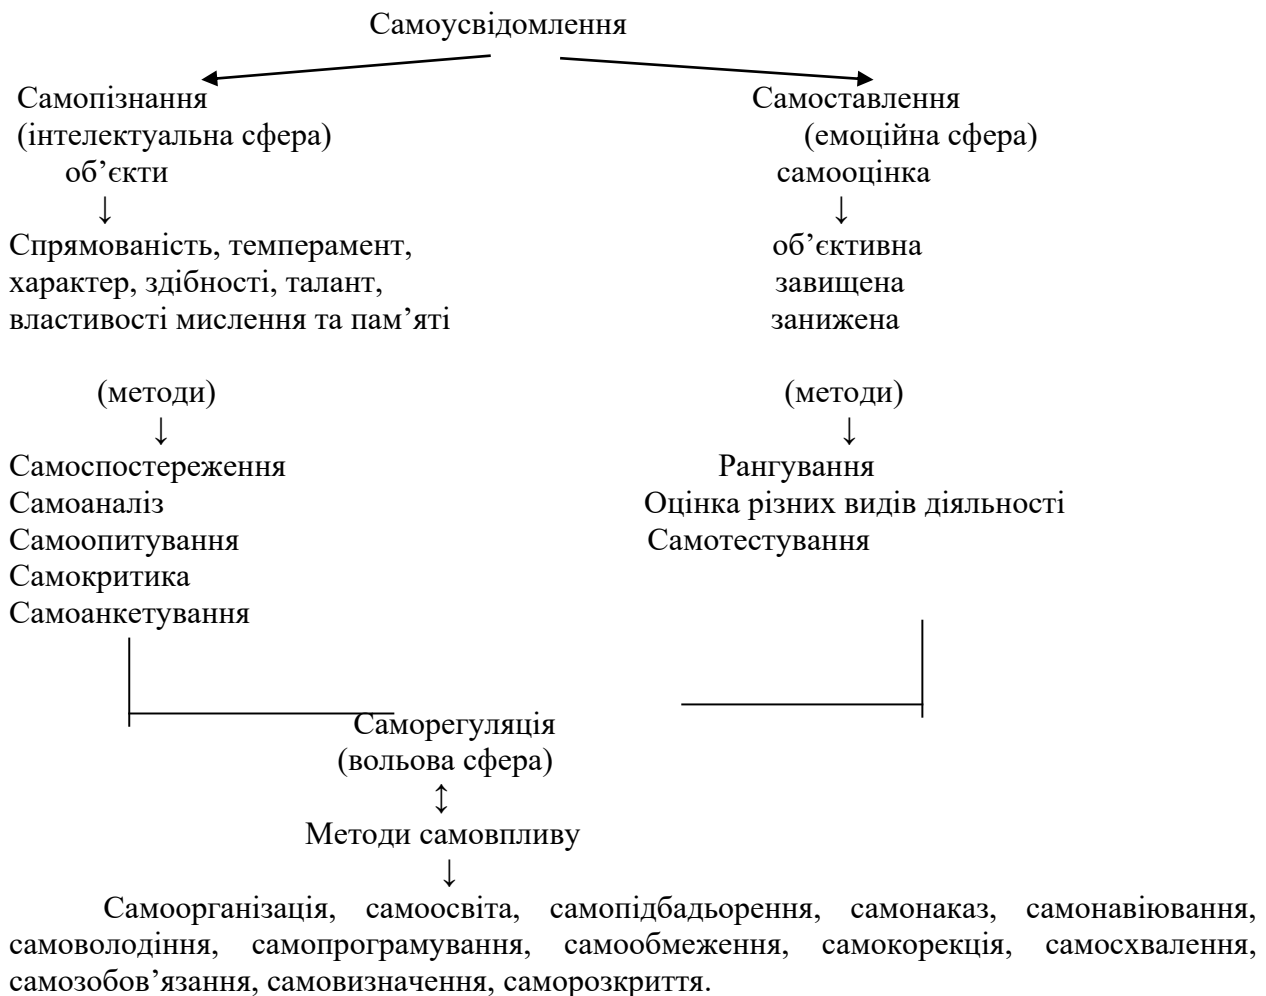 Самоусвідомлення
Самопізнання Самоставлення
(інтелектуальна сфера) (емоційна сфера)
об’єкти самооцінка
↓ ↓
Спрямованість, темперамент, об’єктивна
характер, здібності, талант, завищена
властивості мислення та пам’яті занижена
(методи) (методи)
↓ ↓
Самоспостереження Рангування
Самоаналіз Оцінка різних видів діяльності
Самоопитування Самотестування
Самокритика
Самоанкетування
Саморегуляція
(вольова сфера)
↕
Методи самовпливу
↓
Самоорганізація, самоосвіта, самопідбадьорення, самонаказ, самонавіювання,
самоволодіння, самопрограмування, самообмеження, самокорекція, самосхвалення,
самозобов’язання, самовизначення, саморозкриття.